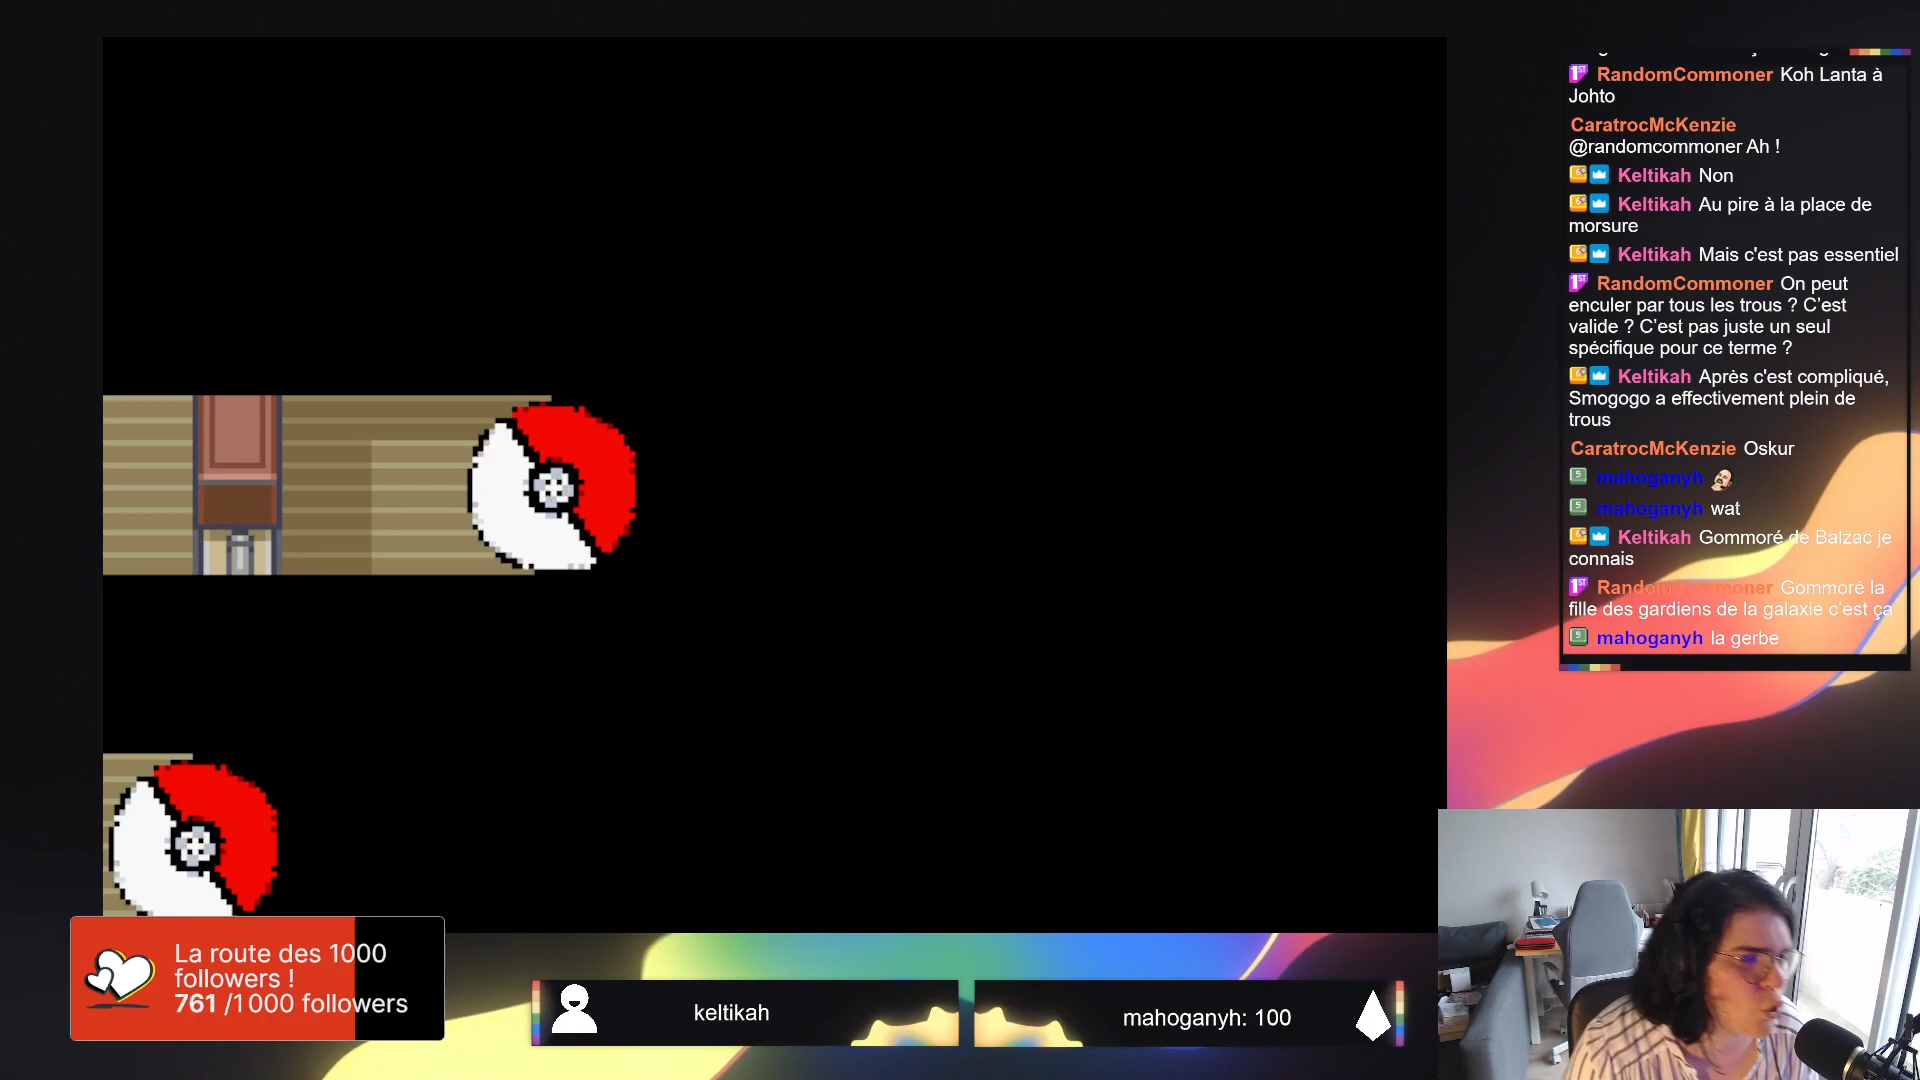 RandomCommoner Koh Lanta à
Johto
CaratrocMcKenzie
@randomcommoner Ah !
Keltikah Non
Keltikah Au pire à la place de
morsure
Keltikah Mais c'est pas essentiel
RandomCommoner On peut
enculer par tous les trous ? C’est
valide ? C’est pas juste un seul
spécifique pour ce terme ?
Keltikah Après c'est compliqué,
Smogogo a effectivement plein de
trous
CaratrocMcKenzie Oskur
mahoganyh
mahoganyh wat
Keltikah Gommoré de Balzac je
connais
RandomCommoner Gommoré la
fille des gardiens de la galaxie c’est ça
mahoganyh la gerbe
La route des 1000
followers !
761 /1000 followers
keltikah
mahoganyh: 100